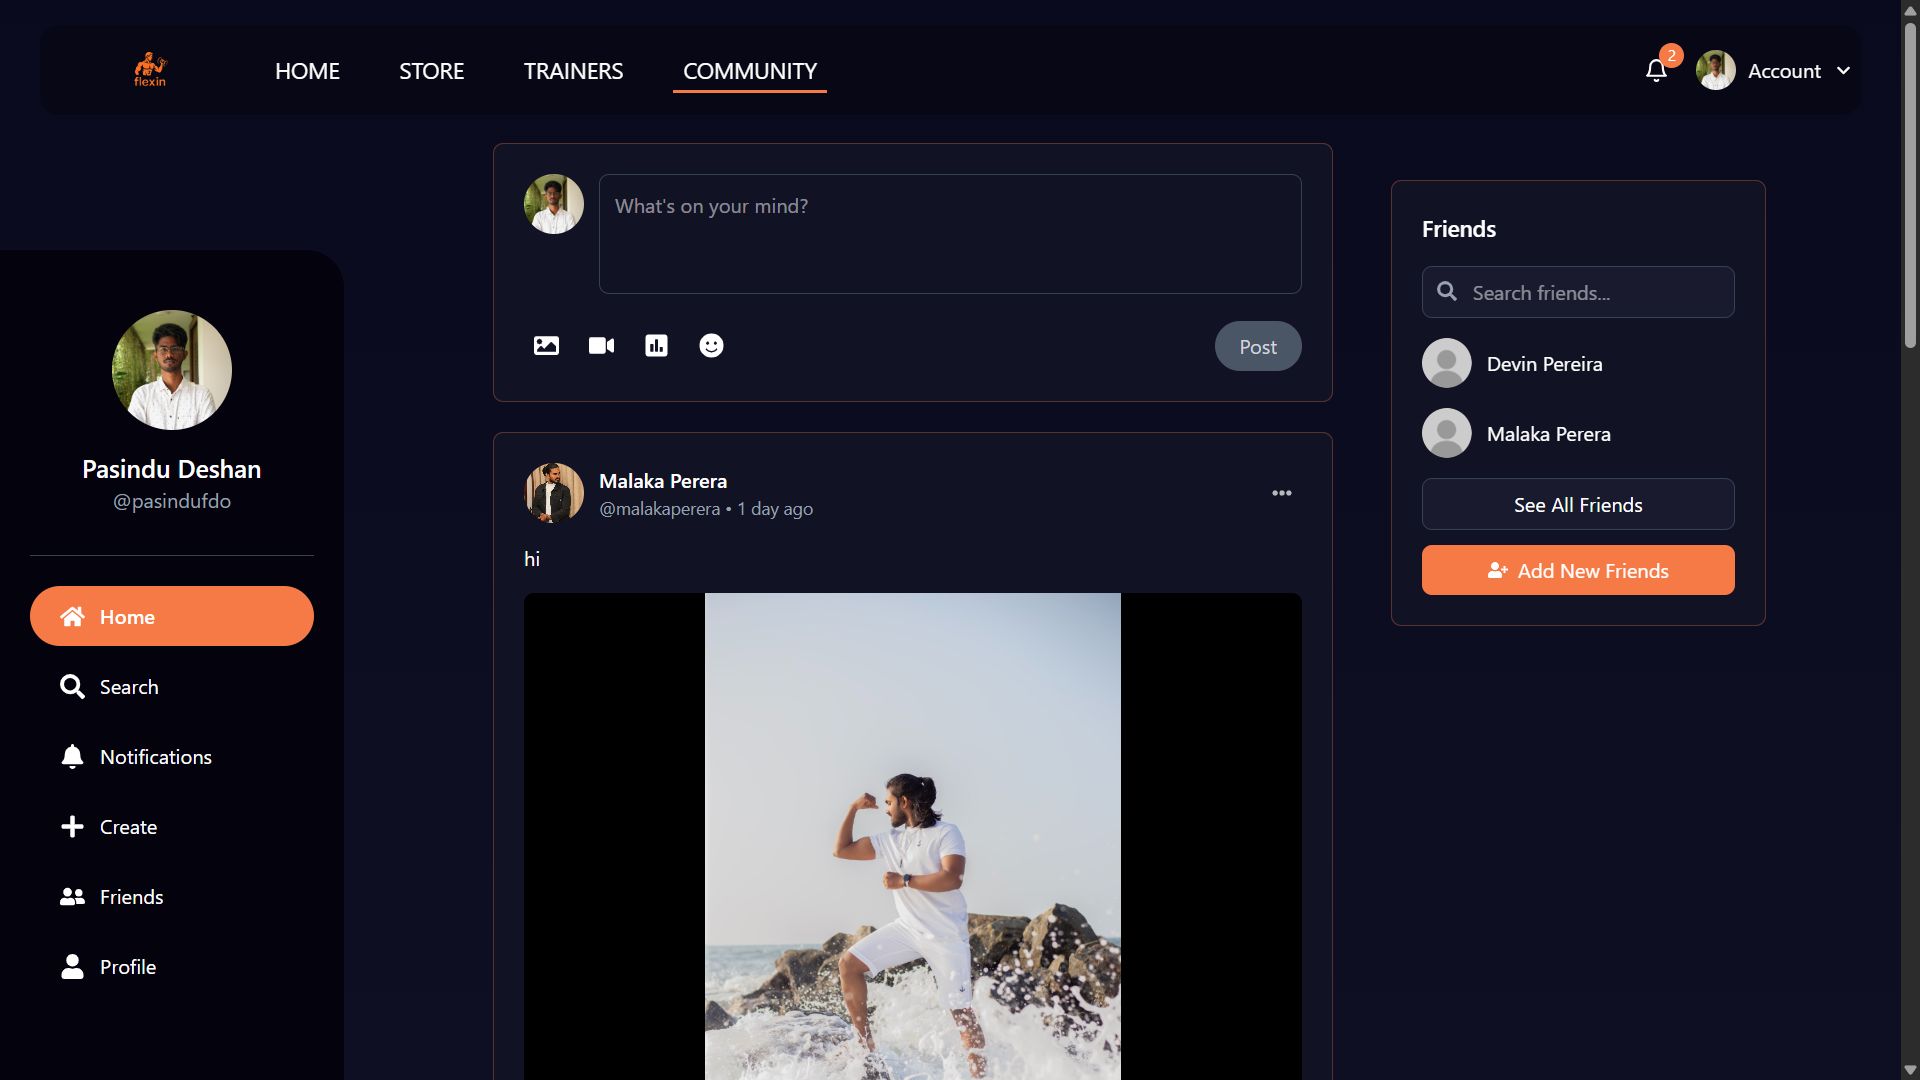 flexin
HOME
STORE
TRAINERS
COMMUNITY
2
Account
What's on your mind?
Post
Pasindu Deshan
@pasindufdo
Home
Search
Notifications
Create
Friends
Profile
Malaka Perera
@malakaperera • 1 day ago
hi
Friends
Search friends...
Devin Pereira
Malaka Perera
See All Friends
Add New Friends